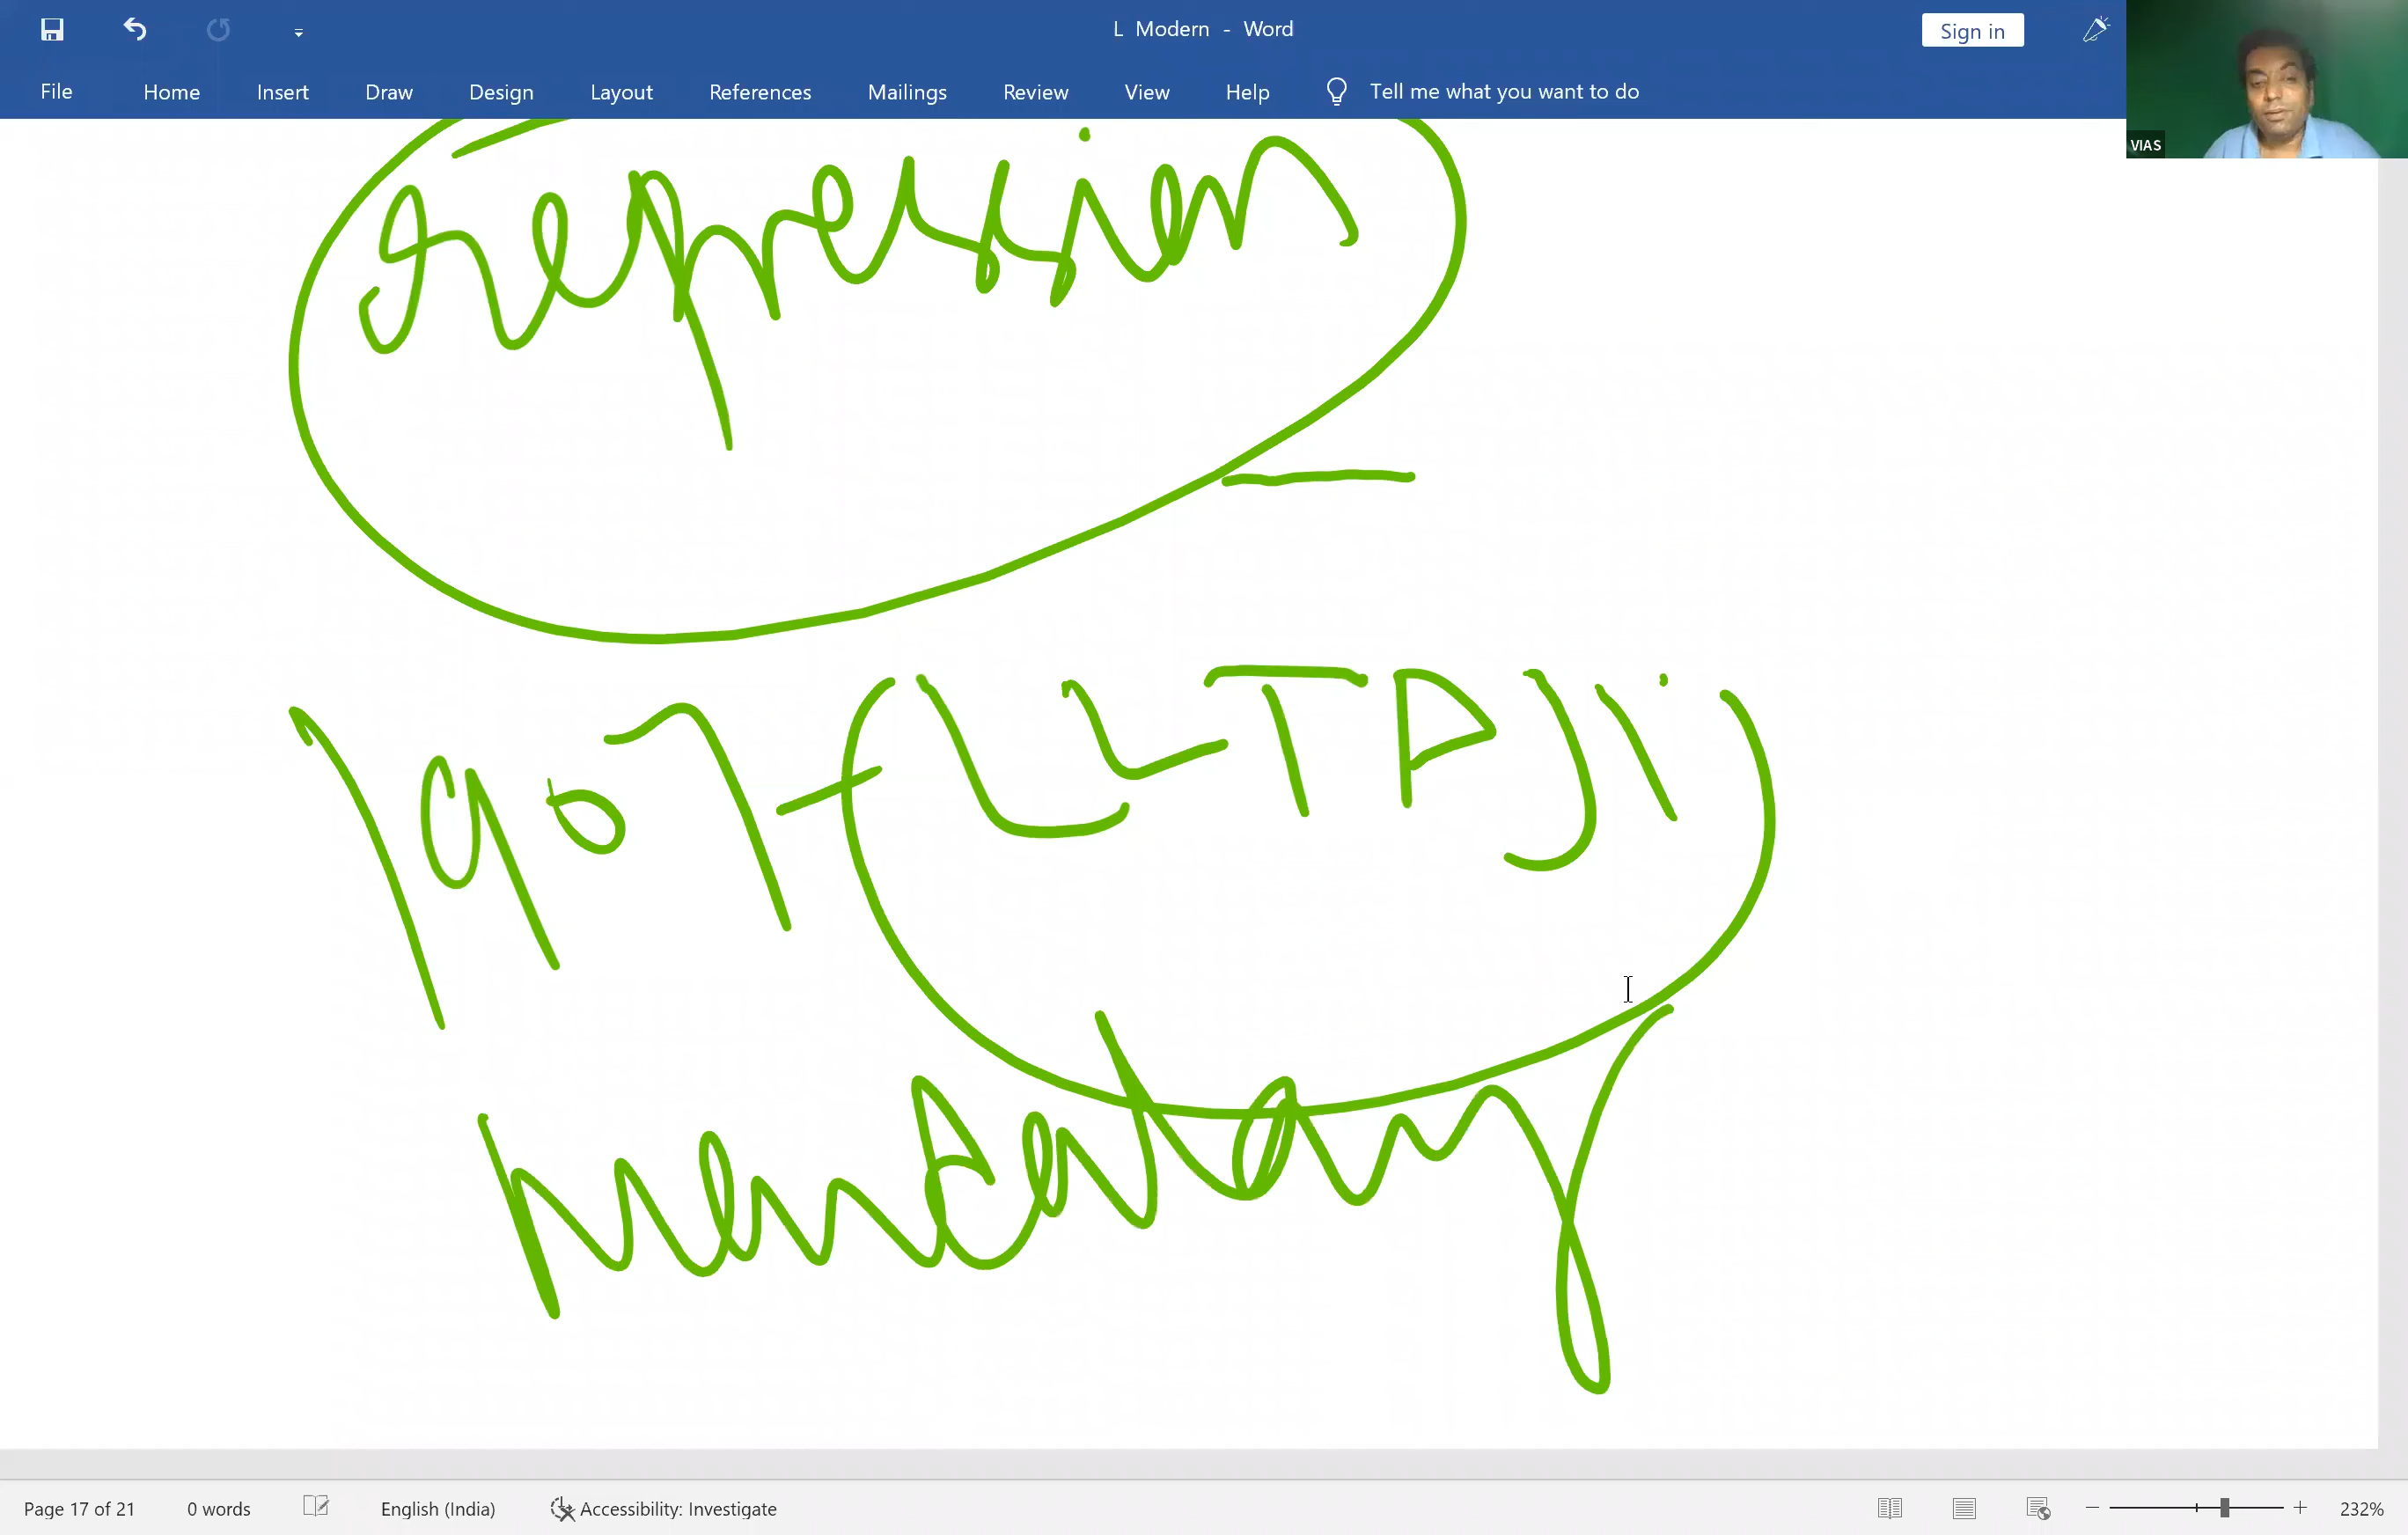 L Modern - Word
Sign in
File Home Insert Draw Design Layout References Mailings Review View Help Tell me what you want to do
VIAS
repression
1907 - (LLTPJi)
Mandalay
Page 17 of 21 0 words English (India) Accessibility: Investigate 232%